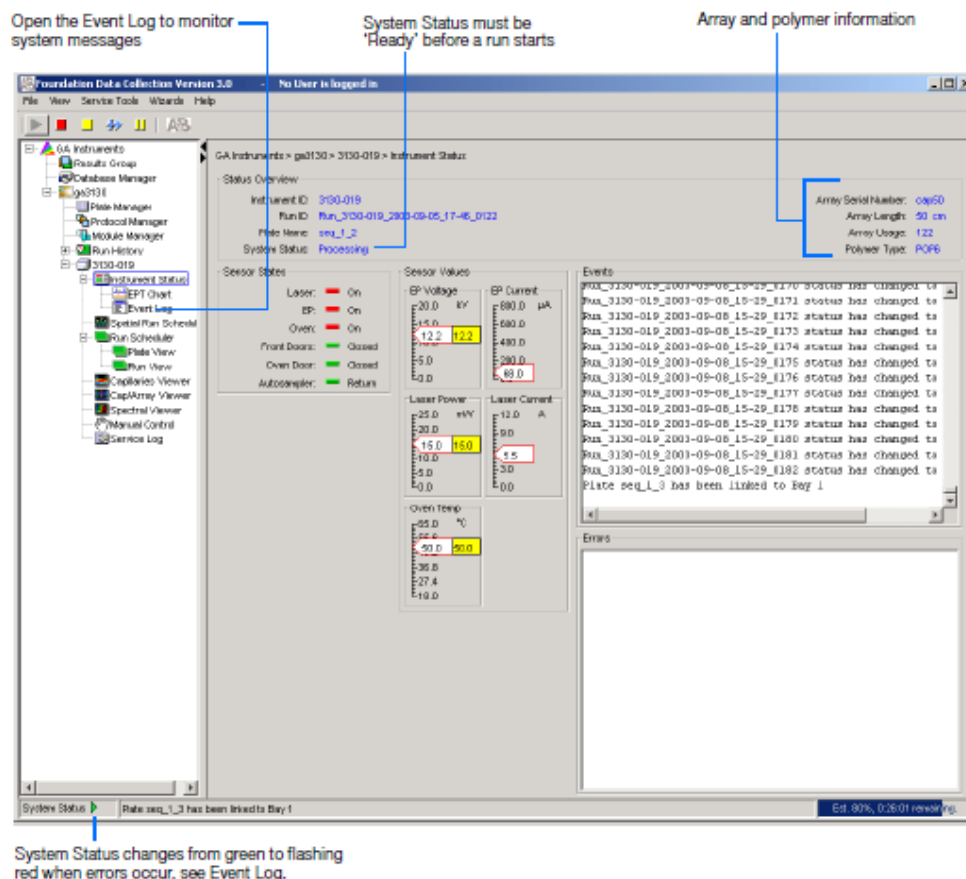 Open the Event Log to monitor
system messages
System Status must be
'Ready' before a run starts
Array and polymer information
Foundation Data Collection Version 3.0 - No User is logged in
File View Service Tools Wizards Help
GA Instruments
Results Group
Database Manager
ga3130
Plate Manager
Protocol Manager
Module Manager
Run History
3130-019
Instrument Status
EPT Chart
Event Log
Spatial Run Schedul
Run Scheduler
Plate View
Run View
Capillaries Viewer
Cap/Array Viewer
Spectral Viewer
Manual Control
Service Log
GA Instruments > ga3130 > 3130-019 > Instrument Status
Status Overview
Instrument ID: 3130-019
Run ID: Run_3130-019_2003-09-05_17-46_0122
Plate Name: seq_1_2
System Status: Processing
Array Serial Number: cap50
Array Length: 50 cm
Array Usage: 122
Polymer Type: POP6
Sensor States
Laser: On
EP: On
Oven: On
Front Doors: Closed
Oven Door: Closed
Autosampler: Return
Sensor Values
EP Voltage
20.0 kV
15.0
12.2 12.2
5.0
0.0
EP Current
800.0 µA
600.0
400.0
200.0
68.0
Laser Power
25.0 mW
20.0
15.0 15.0
10.0
5.0
0.0
Laser Current
12.0 A
9.0
5.5
3.0
0.0
Oven Temp
65.0 °C
50.0 50.0
36.8
27.4
18.0
Events
Run_3130-019_2003-09-08_15-29_0170 status has changed to
Run_3130-019_2003-09-08_15-29_0171 status has changed to
Run_3130-019_2003-09-08_15-29_0172 status has changed to
Run_3130-019_2003-09-08_15-29_0173 status has changed to
Run_3130-019_2003-09-08_15-29_0174 status has changed to
Run_3130-019_2003-09-08_15-29_0175 status has changed to
Run_3130-019_2003-09-08_15-29_0176 status has changed to
Run_3130-019_2003-09-08_15-29_0177 status has changed to
Run_3130-019_2003-09-08_15-29_0178 status has changed to
Run_3130-019_2003-09-08_15-29_0179 status has changed to
Run_3130-019_2003-09-08_15-29_0180 status has changed to
Run_3130-019_2003-09-08_15-29_0181 status has changed to
Run_3130-019_2003-09-08_15-29_0182 status has changed to
Plate seq_1_3 has been linked to Bay 1
Errors
System Status
Plate seq_1_3 has been linked to Bay 1
Est. 80%, 0:26:01 remaining.
System Status changes from green to flashing
red when errors occur, see Event Log.